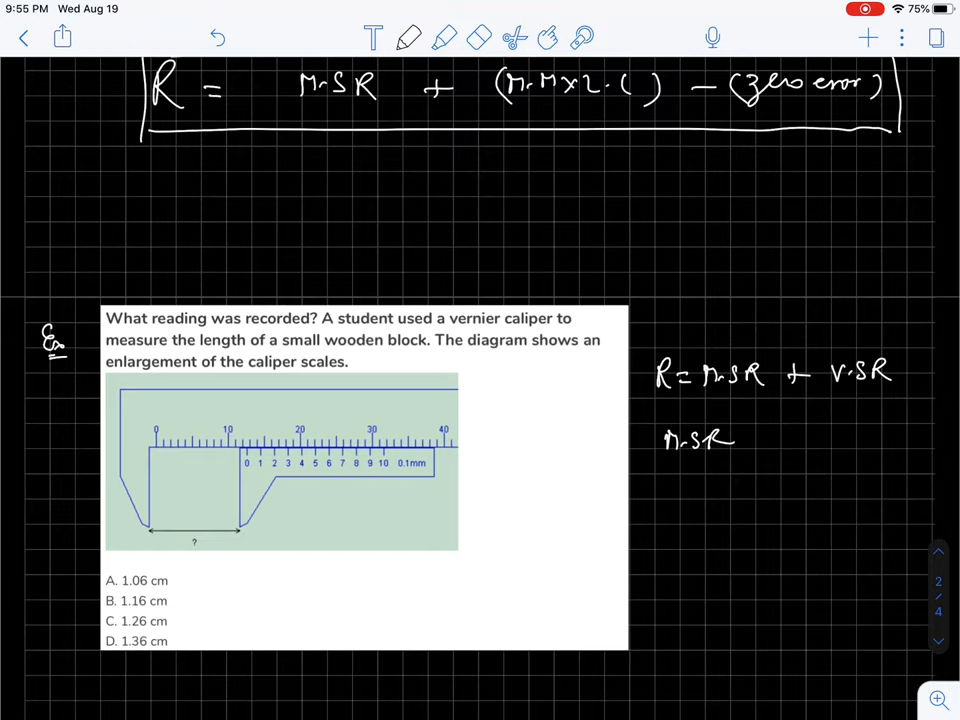 9:55 PM Wed Aug 19
75%
R = M.S R + (M.M X L.C) - (zero error)
Ex
What reading was recorded? A student used a vernier caliper to
measure the length of a small wooden block. The diagram shows an
enlargement of the caliper scales.
0 10 20 30 40
0 1 2 3 4 5 6 7 8 9 10 0.1mm
?
A. 1.06 cm
B. 1.16 cm
C. 1.26 cm
D. 1.36 cm
R = M.S R + V.S R
M.S R
2
/
4